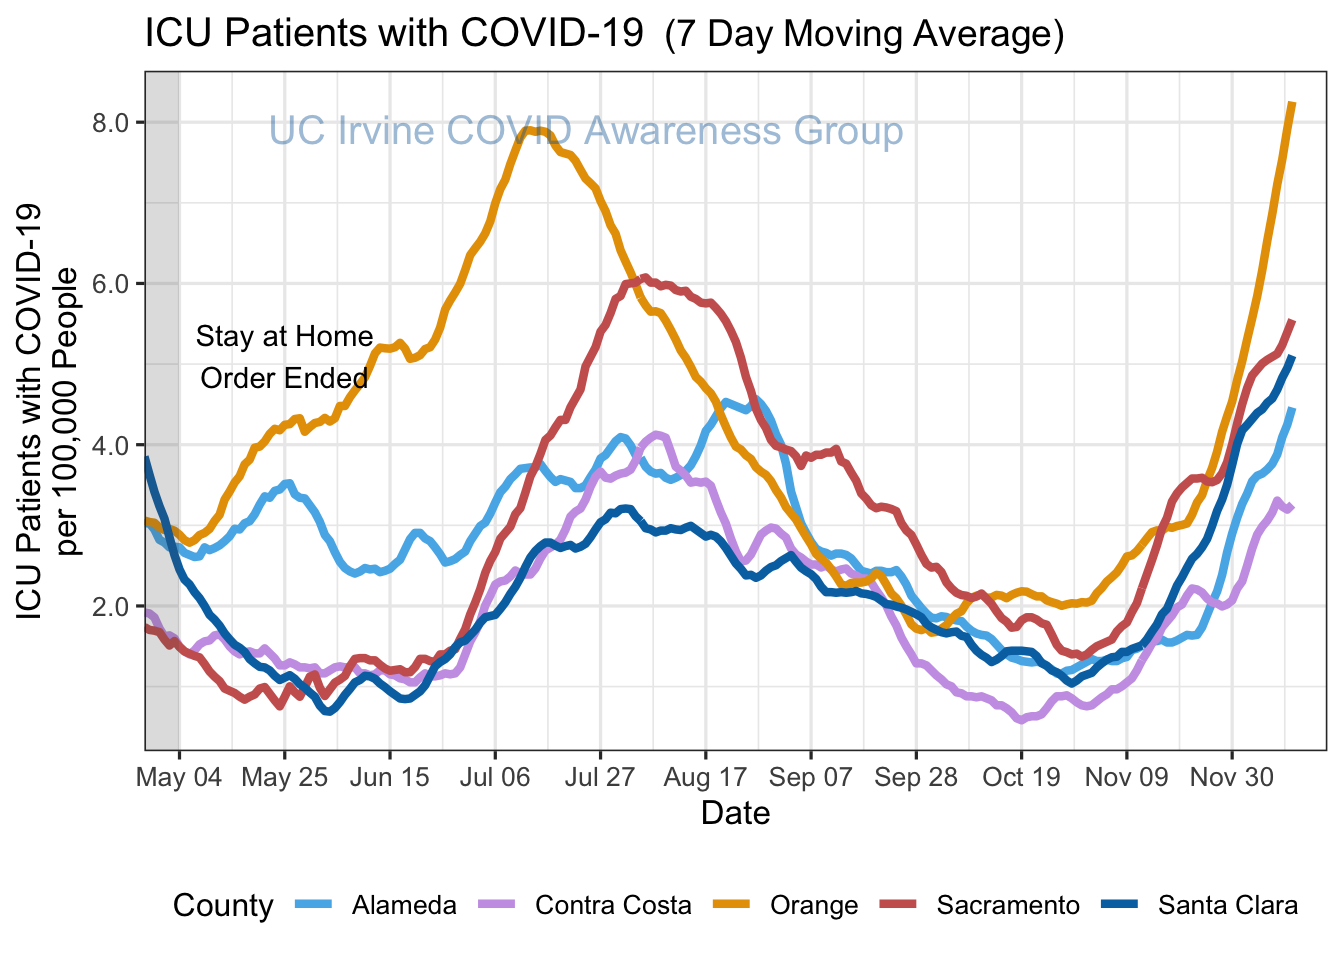 ICU Patients with COVID-19 (7 Day Moving Average)
UC Irvine COVID Awareness Group
ICU Patients with COVID-19
per 100,000 People
8.0
6.0
4.0
2.0
Stay at Home
Order Ended
May 04 May 25 Jun 15 Jul 06 Jul 27 Aug 17 Sep 07 Sep 28 Oct 19 Nov 09 Nov 30
Date
County Alameda Contra Costa Orange Sacramento Santa Clara